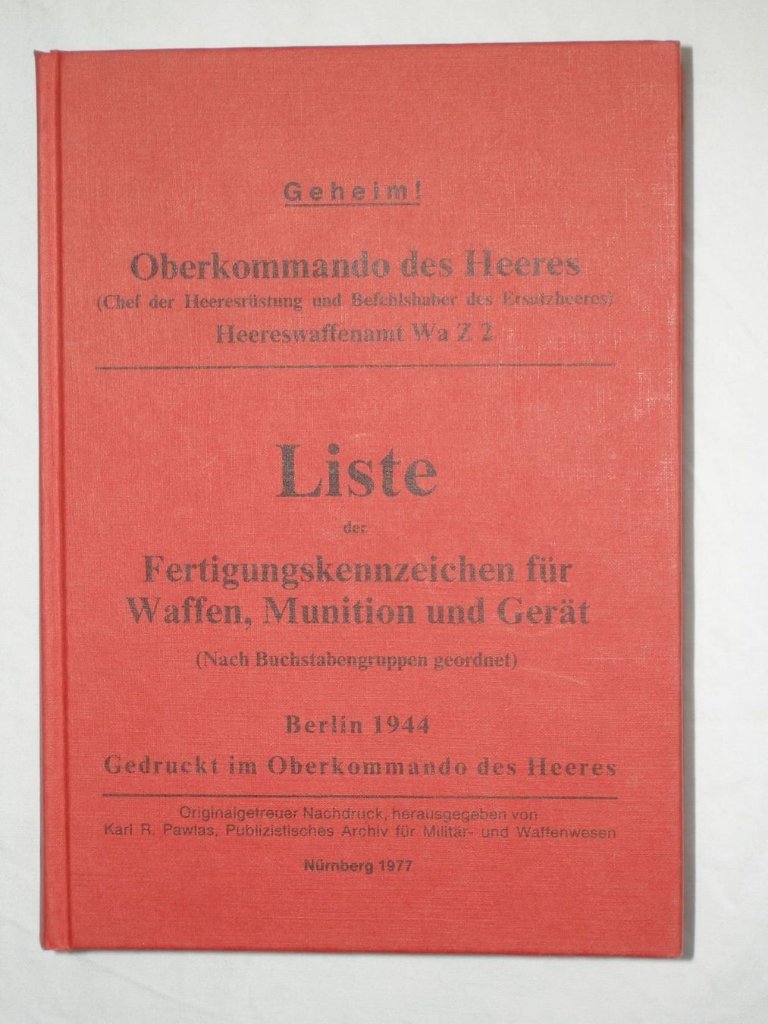 Geheim!
Oberkommando des Heeres
(Chef der Heeresrüstung und Befehlshaber des Ersatzheeres)
Heereswaffenamt Wa Z 2
Liste
der
Fertigungskennzeichen für
Waffen, Munition und Gerät
(Nach Buchstabengruppen geordnet)
Berlin 1944
Gedruckt im Oberkommando des Heeres
Originalgetreuer Nachdruck, herausgegeben von
Karl R. Pawlas, Publizistisches Archiv für Militär- und Waffenwesen
Nürnberg 1977